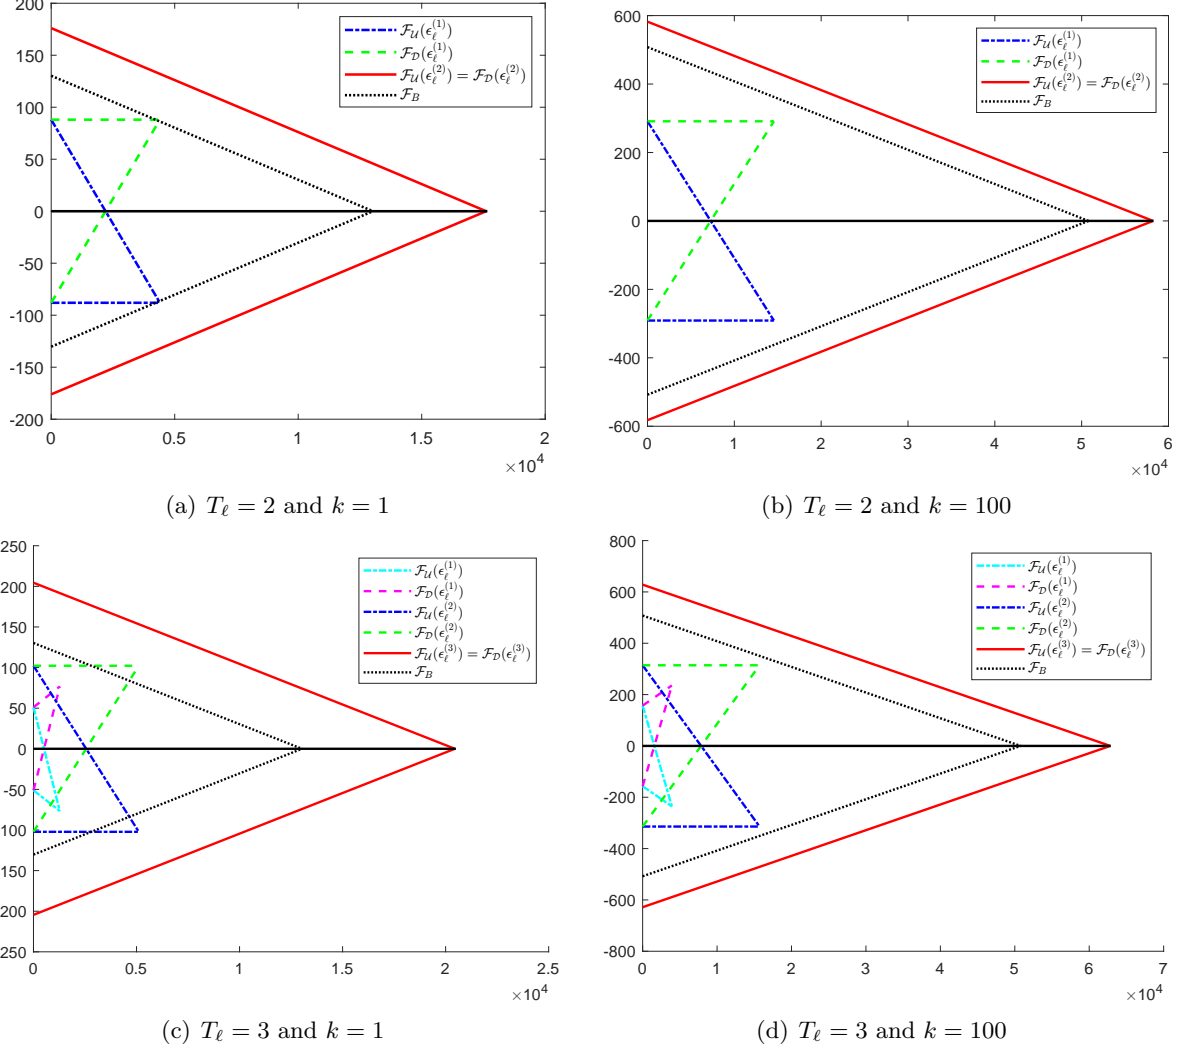 200
150
100
50
0
-50
-100
-150
-200
0
0.5
1
1.5
2
×10^4
F_U(ϵ_ℓ^(1))
F_D(ϵ_ℓ^(1))
F_U(ϵ_ℓ^(2)) = F_D(ϵ_ℓ^(2))
F_B
(a) T_ℓ = 2 and k = 1
600
400
200
0
-200
-400
-600
0
1
2
3
4
5
6
×10^4
F_U(ϵ_ℓ^(1))
F_D(ϵ_ℓ^(1))
F_U(ϵ_ℓ^(2)) = F_D(ϵ_ℓ^(2))
F_B
(b) T_ℓ = 2 and k = 100
250
200
150
100
50
0
-50
100
150
200
250
0
0.5
1
1.5
2
2.5
×10^4
F_U(ϵ_ℓ^(1))
F_D(ϵ_ℓ^(1))
F_U(ϵ_ℓ^(2))
F_D(ϵ_ℓ^(2))
F_U(ϵ_ℓ^(3)) = F_D(ϵ_ℓ^(3))
F_B
(c) T_ℓ = 3 and k = 1
800
600
400
200
0
-200
-400
-600
-800
0
1
2
3
4
5
6
7
×10^4
F_U(ϵ_ℓ^(1))
F_D(ϵ_ℓ^(1))
F_U(ϵ_ℓ^(2))
F_D(ϵ_ℓ^(2))
F_U(ϵ_ℓ^(3)) = F_D(ϵ_ℓ^(3))
F_B
(d) T_ℓ = 3 and k = 100